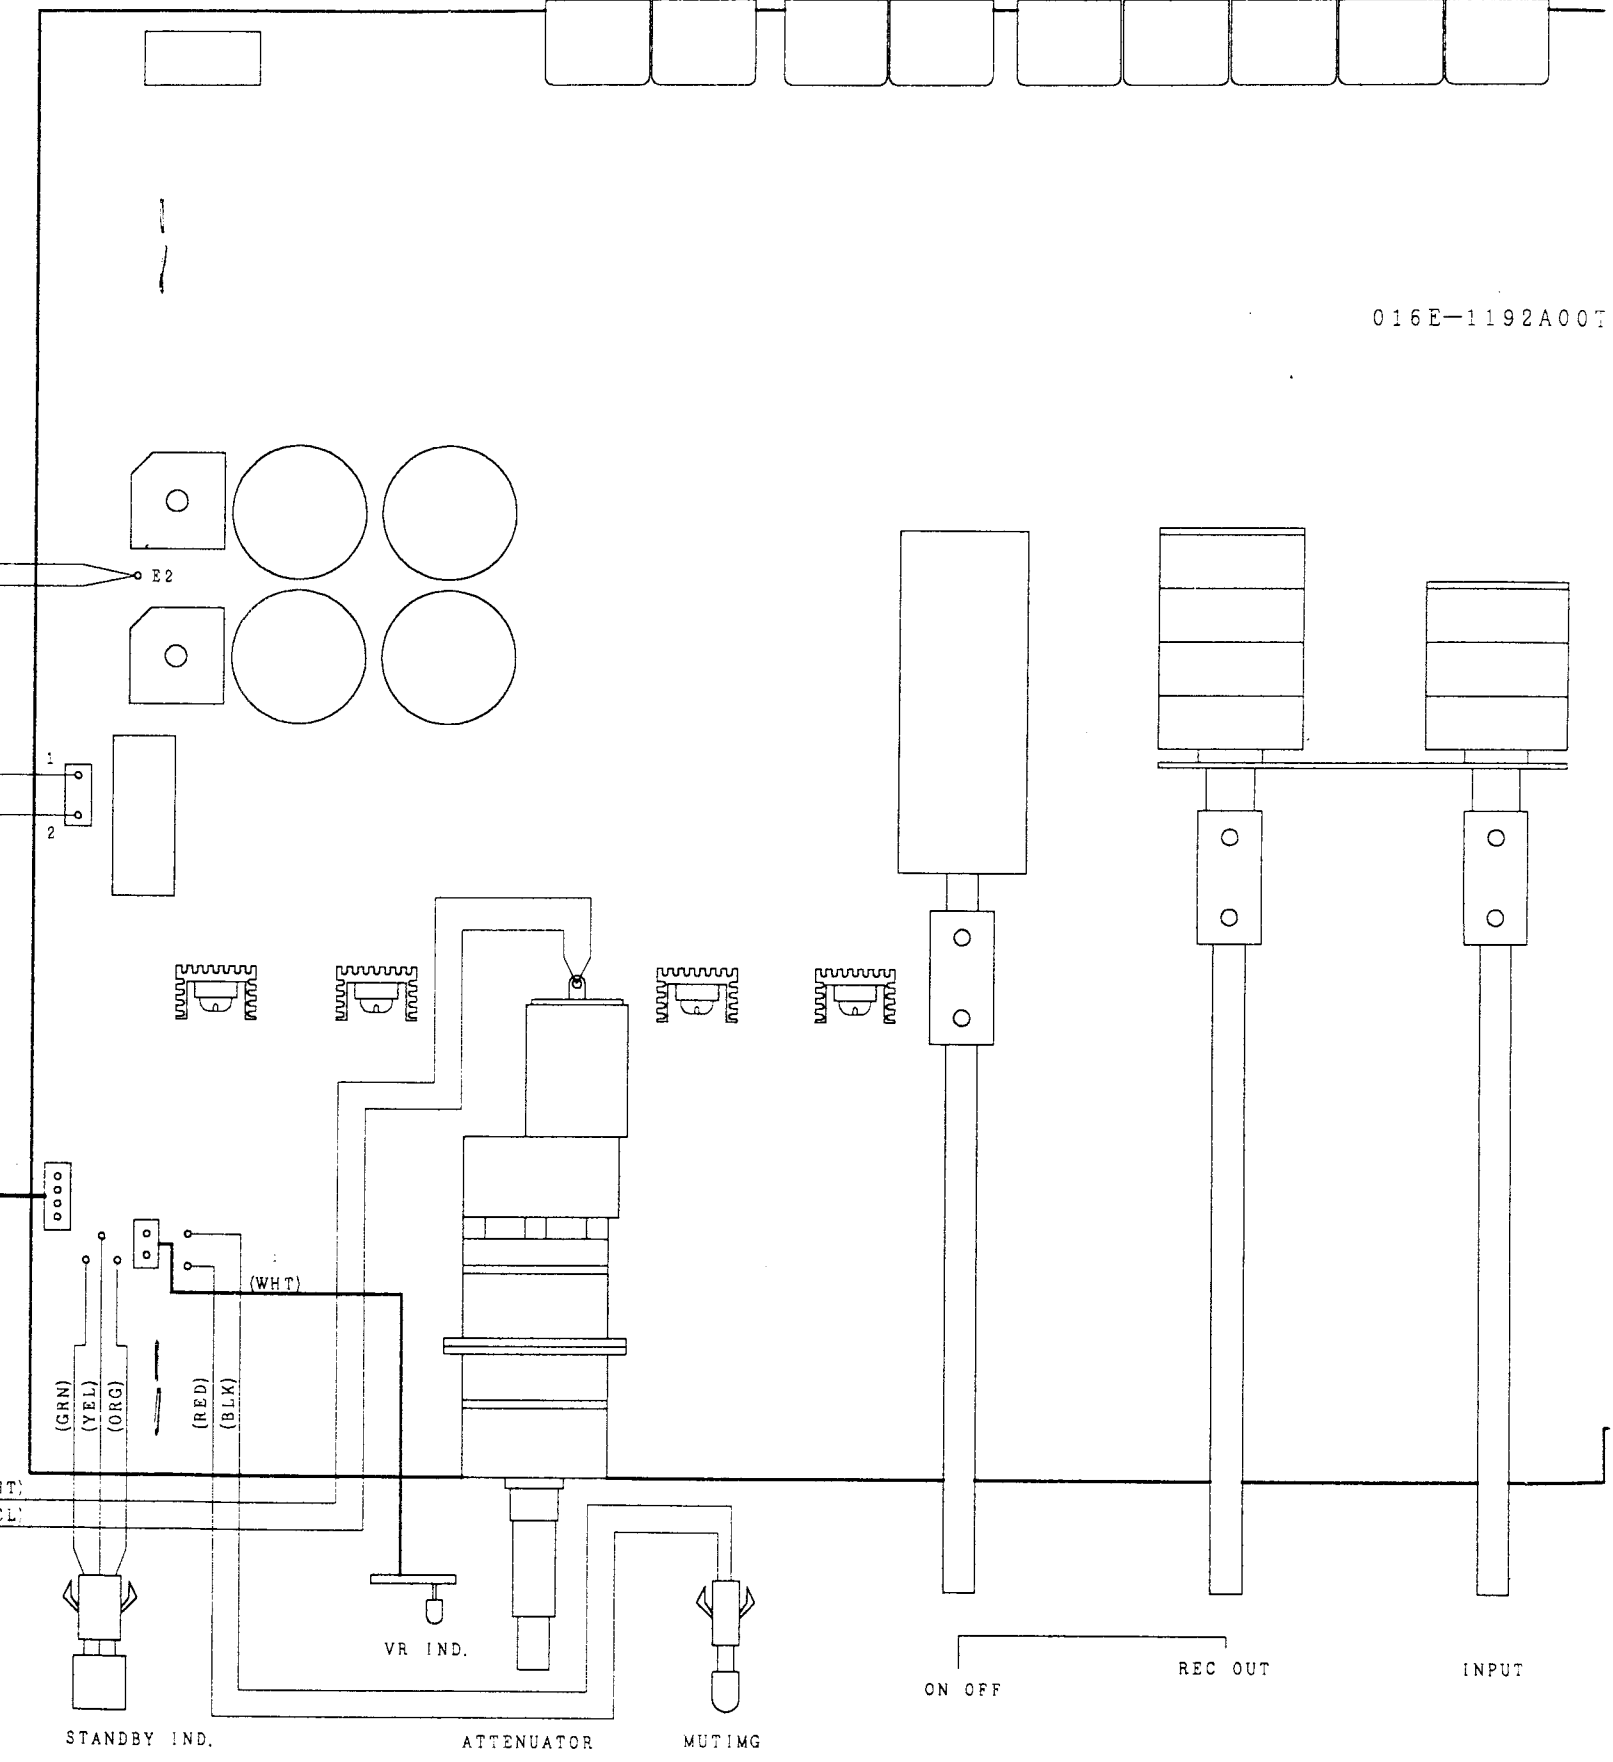 016E-1192A00T
E2
1
2
(WHT)
(GRN)
(YEL)
(ORG)
(RED)
(BLK)
VR IND.
REC OUT
INPUT
ON OFF
STANDBY IND.
ATTENUATOR
MUTIMG